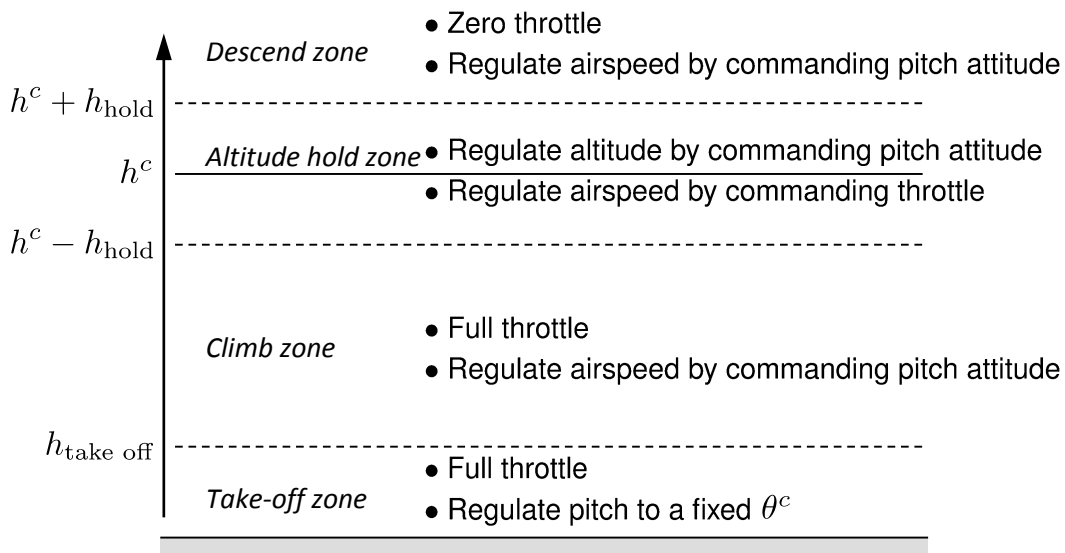 Descend zone
• Zero throttle
• Regulate airspeed by commanding pitch attitude
h^c + h_hold
Altitude hold zone
• Regulate altitude by commanding pitch attitude
h^c
• Regulate airspeed by commanding throttle
h^c − h_hold
Climb zone
• Full throttle
• Regulate airspeed by commanding pitch attitude
h_take off
Take-off zone
• Full throttle
• Regulate pitch to a fixed θ^c